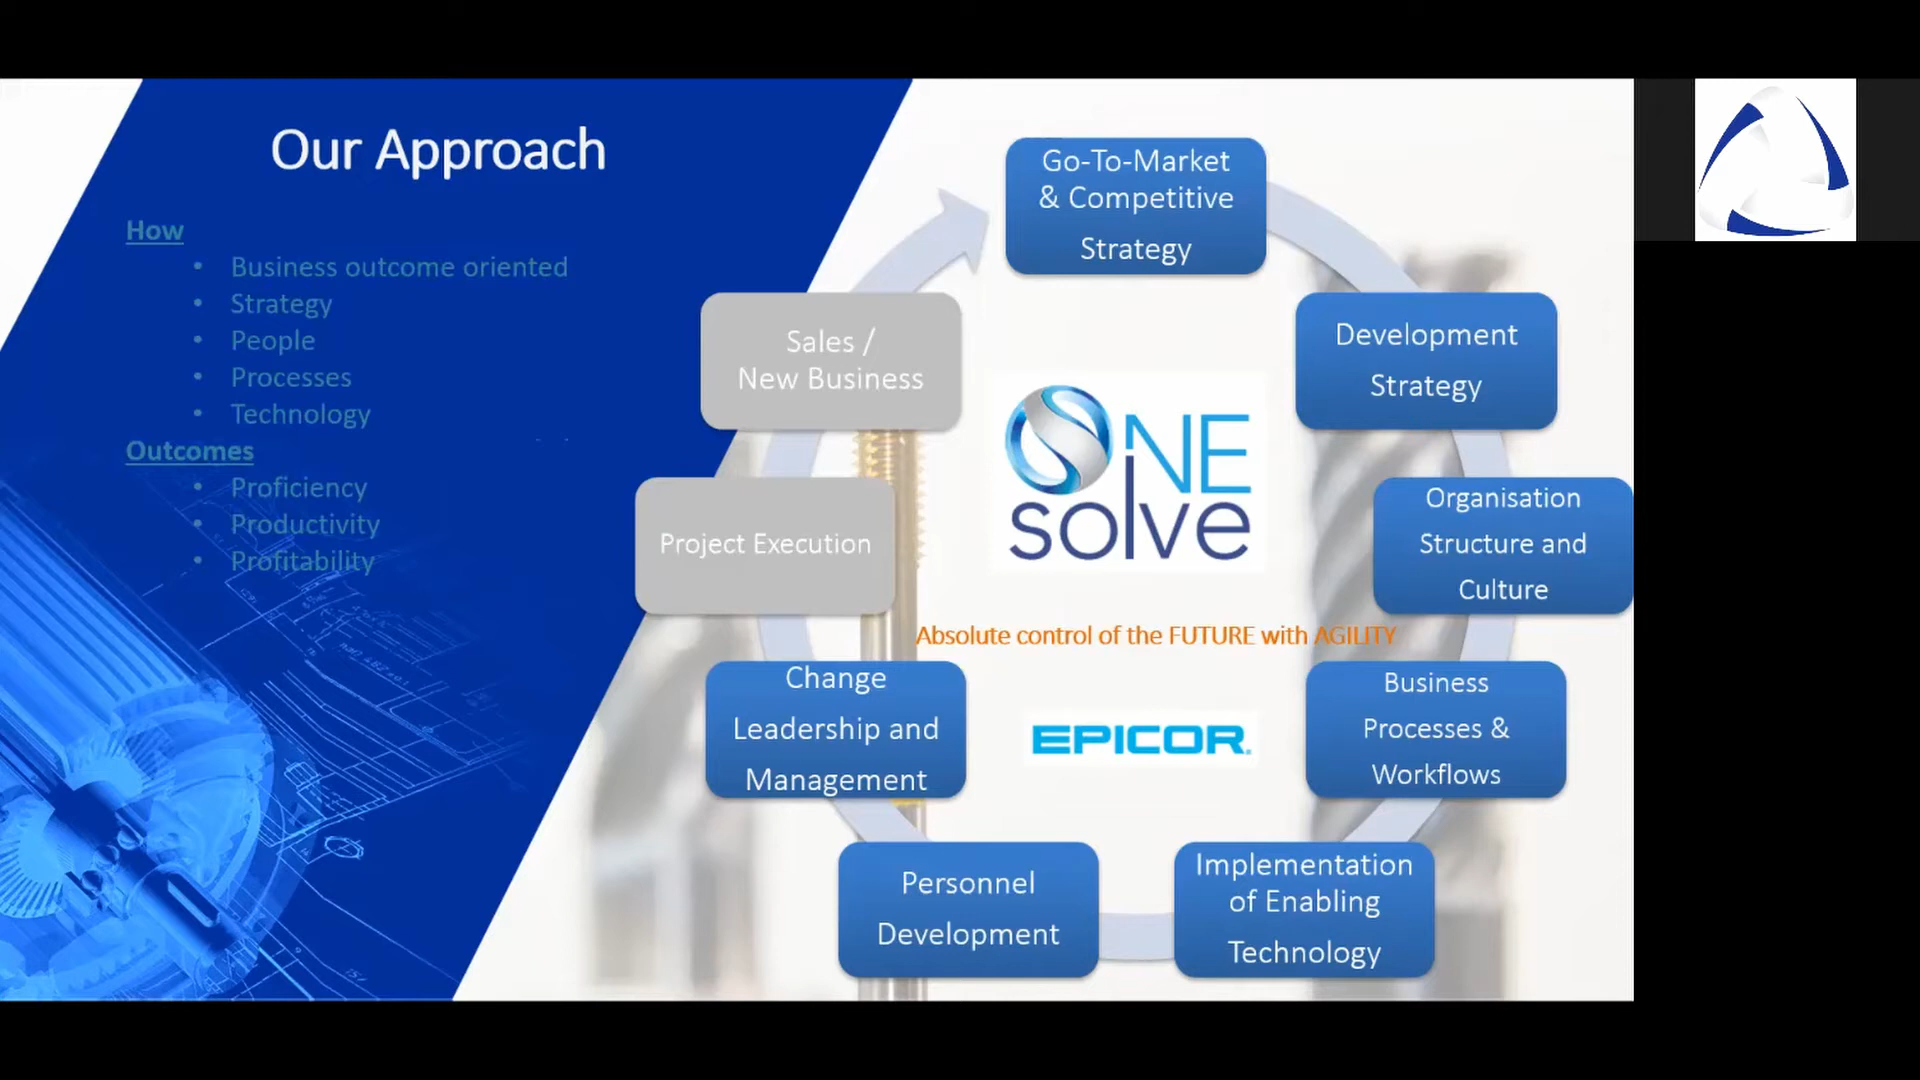 Our Approach
How
• Business outcome oriented
• Strategy
• People
• Processes
• Technology
Outcomes
• Proficiency
• Productivity
• Profitability
Go-To-Market
& Competitive
Strategy
Development
Strategy
Organisation
Structure and
Culture
Business
Processes &
Workflows
Implementation
of Enabling
Technology
Personnel
Development
Change
Leadership and
Management
Project Execution
Sales /
New Business
ONE
solve
Absolute control of the FUTURE with AGILITY
EPICOR